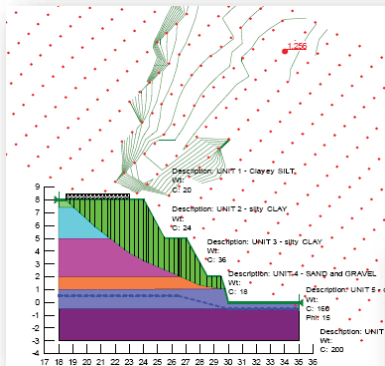 1.256
Description: UNIT 1 - Clayey SILT
Wt:
C: 20
Description: UNIT 2 - silty CLAY
Wt:
C: 24
Description: UNIT 3 - silty CLAY
Wt:
C: 36
Description: UNIT 4 - SAND and GRAVEL
Wt:
C: 18
Description: UNIT 5 -
Wt:
C: 150
Phi: 15
Description: UNIT
Wt:
C: 200
9
8
7
6
5
4
3
2
1
0
-1
-2
-3
-4
17 18 19 20 21 22 23 24 25 26 27 28 29 30 31 32 33 34 35 36